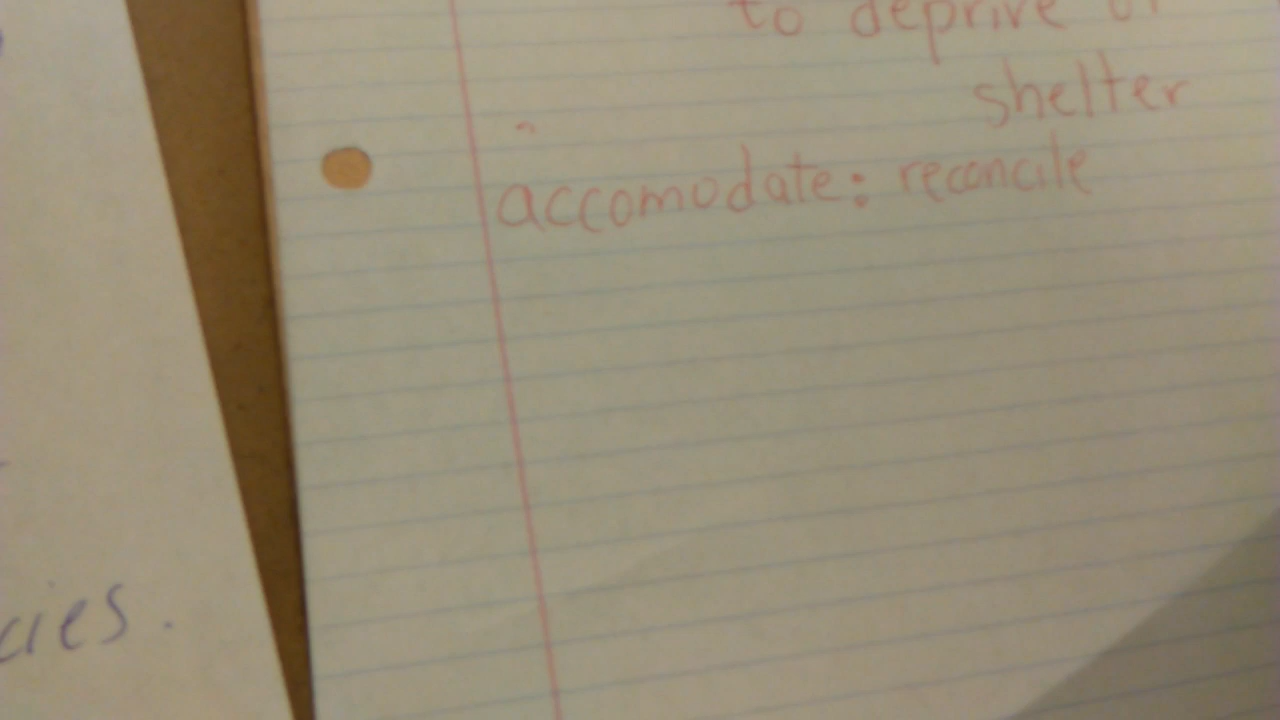 to deprive of
shelter
accomodate: reconcile
cies.